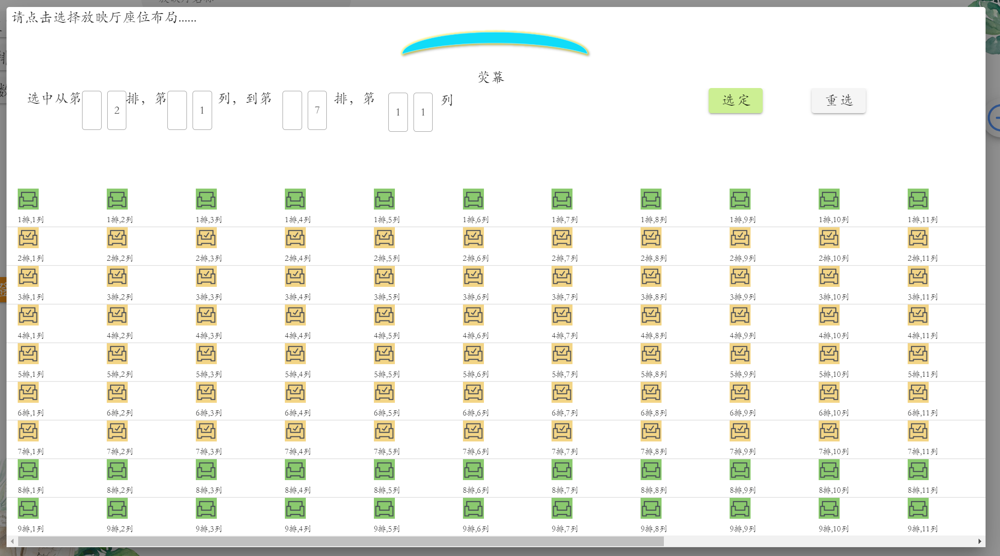 请点击选择放映厅座位布局......
荧幕
选中从第 2 排，第 1 列，到第 7 排，第 1 1 列
选定 重选
1排,1列 1排,2列 1排,3列 1排,4列 1排,5列 1排,6列 1排,7列 1排,8列 1排,9列 1排,10列 1排,11列
2排,1列 2排,2列 2排,3列 2排,4列 2排,5列 2排,6列 2排,7列 2排,8列 2排,9列 2排,10列 2排,11列
3排,1列 3排,2列 3排,3列 3排,4列 3排,5列 3排,6列 3排,7列 3排,8列 3排,9列 3排,10列 3排,11列
4排,1列 4排,2列 4排,3列 4排,4列 4排,5列 4排,6列 4排,7列 4排,8列 4排,9列 4排,10列 4排,11列
5排,1列 5排,2列 5排,3列 5排,4列 5排,5列 5排,6列 5排,7列 5排,8列 5排,9列 5排,10列 5排,11列
6排,1列 6排,2列 6排,3列 6排,4列 6排,5列 6排,6列 6排,7列 6排,8列 6排,9列 6排,10列 6排,11列
7排,1列 7排,2列 7排,3列 7排,4列 7排,5列 7排,6列 7排,7列 7排,8列 7排,9列 7排,10列 7排,11列
8排,1列 8排,2列 8排,3列 8排,4列 8排,5列 8排,6列 8排,7列 8排,8列 8排,9列 8排,10列 8排,11列
9排,1列 9排,2列 9排,3列 9排,4列 9排,5列 9排,6列 9排,7列 9排,8列 9排,9列 9排,10列 9排,11列